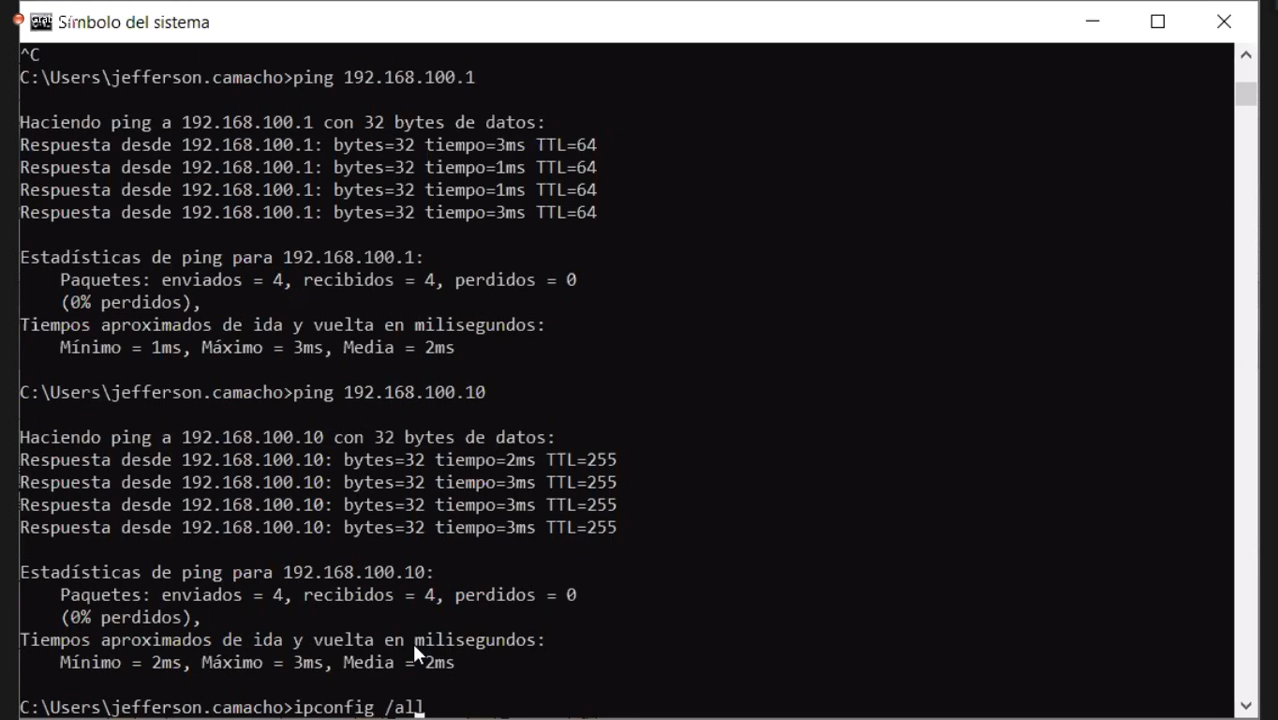 Símbolo del sistema
^C
C:\Users\jefferson.camacho>ping 192.168.100.1
Haciendo ping a 192.168.100.1 con 32 bytes de datos:
Respuesta desde 192.168.100.1: bytes=32 tiempo=3ms TTL=64
Respuesta desde 192.168.100.1: bytes=32 tiempo=1ms TTL=64
Respuesta desde 192.168.100.1: bytes=32 tiempo=1ms TTL=64
Respuesta desde 192.168.100.1: bytes=32 tiempo=3ms TTL=64
Estadísticas de ping para 192.168.100.1:
Paquetes: enviados = 4, recibidos = 4, perdidos = 0
(0% perdidos),
Tiempos aproximados de ida y vuelta en milisegundos:
Mínimo = 1ms, Máximo = 3ms, Media = 2ms
C:\Users\jefferson.camacho>ping 192.168.100.10
Haciendo ping a 192.168.100.10 con 32 bytes de datos:
Respuesta desde 192.168.100.10: bytes=32 tiempo=2ms TTL=255
Respuesta desde 192.168.100.10: bytes=32 tiempo=3ms TTL=255
Respuesta desde 192.168.100.10: bytes=32 tiempo=3ms TTL=255
Respuesta desde 192.168.100.10: bytes=32 tiempo=3ms TTL=255
Estadísticas de ping para 192.168.100.10:
Paquetes: enviados = 4, recibidos = 4, perdidos = 0
(0% perdidos),
Tiempos aproximados de ida y vuelta en milisegundos:
Mínimo = 2ms, Máximo = 3ms, Media = 2ms
C:\Users\jefferson.camacho>ipconfig /all